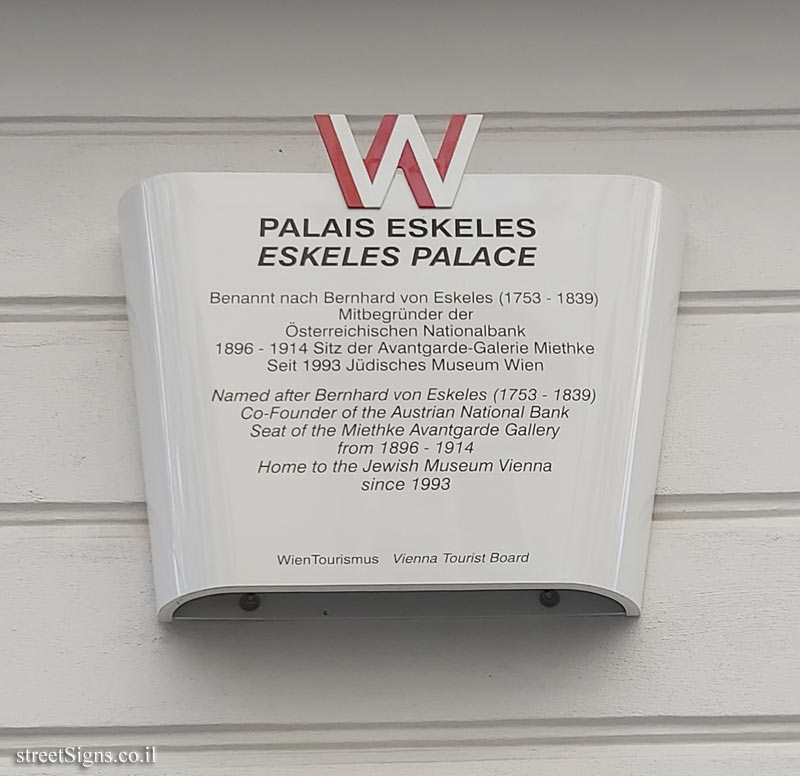 W
PALAIS ESKELES
ESKELES PALACE
Benannt nach Bernhard von Eskeles (1753 - 1839)
Mitbegründer der
Österreichischen Nationalbank
1896 - 1914 Sitz der Avantgarde-Galerie Miethke
Seit 1993 Jüdisches Museum Wien
Named after Bernhard von Eskeles (1753 - 1839)
Co-Founder of the Austrian National Bank
Seat of the Miethke Avantgarde Gallery
from 1896 - 1914
Home to the Jewish Museum Vienna
since 1993
WienTourismus Vienna Tourist Board
streetSigns.co.il